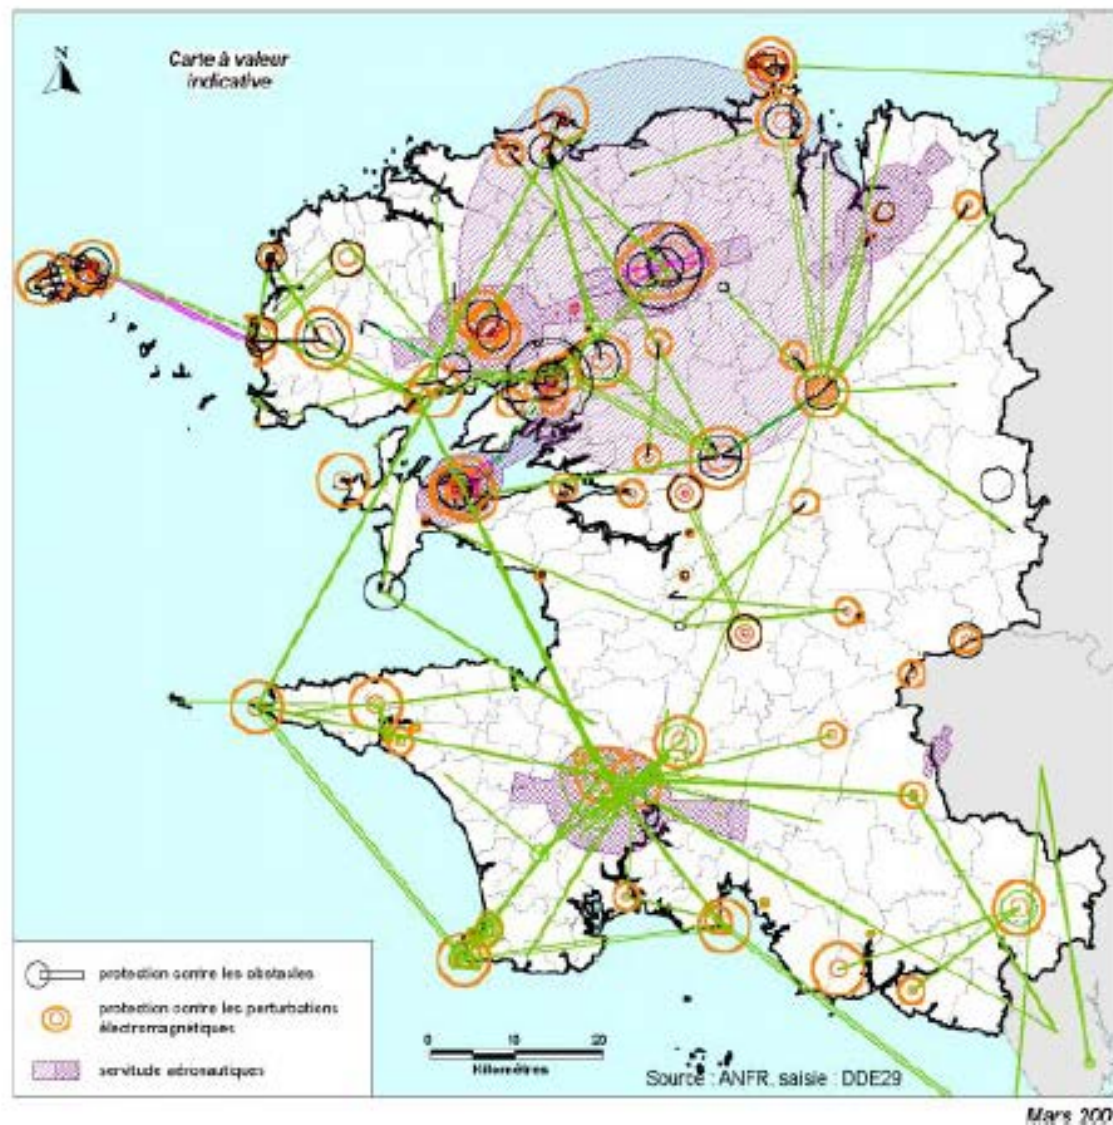 N
Carte à valeur
indicative
protection contre les obstacles
protection contre les perturbations
électromagnétiques
servitude aéronautiques
0 10 20
Kilomètres
Source : ANFR, saisie : DDE29
Mars 200